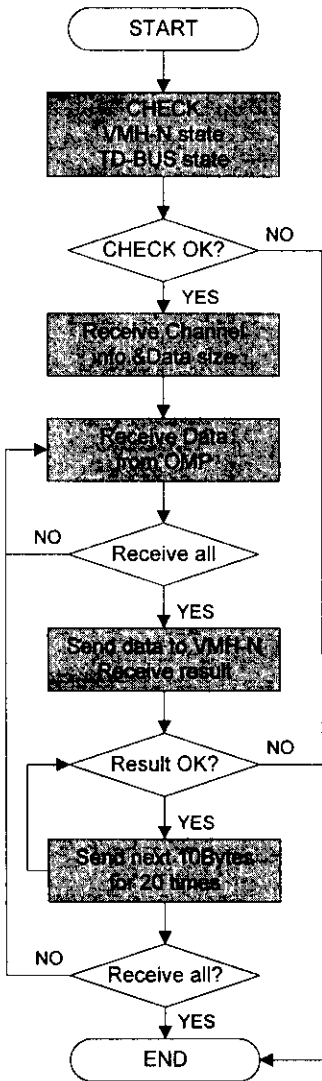 START
CHECK
VMH-N state
TD-BUS state
CHECK OK?
NO
YES
Receive Channel
info.&Data size
Receive Data
from OMP
NO
Receive all
YES
Send data to VMH-N
Receive result
Result OK?
NO
YES
Send next 10Bytes
for 20 times
NO
Receive all?
YES
END